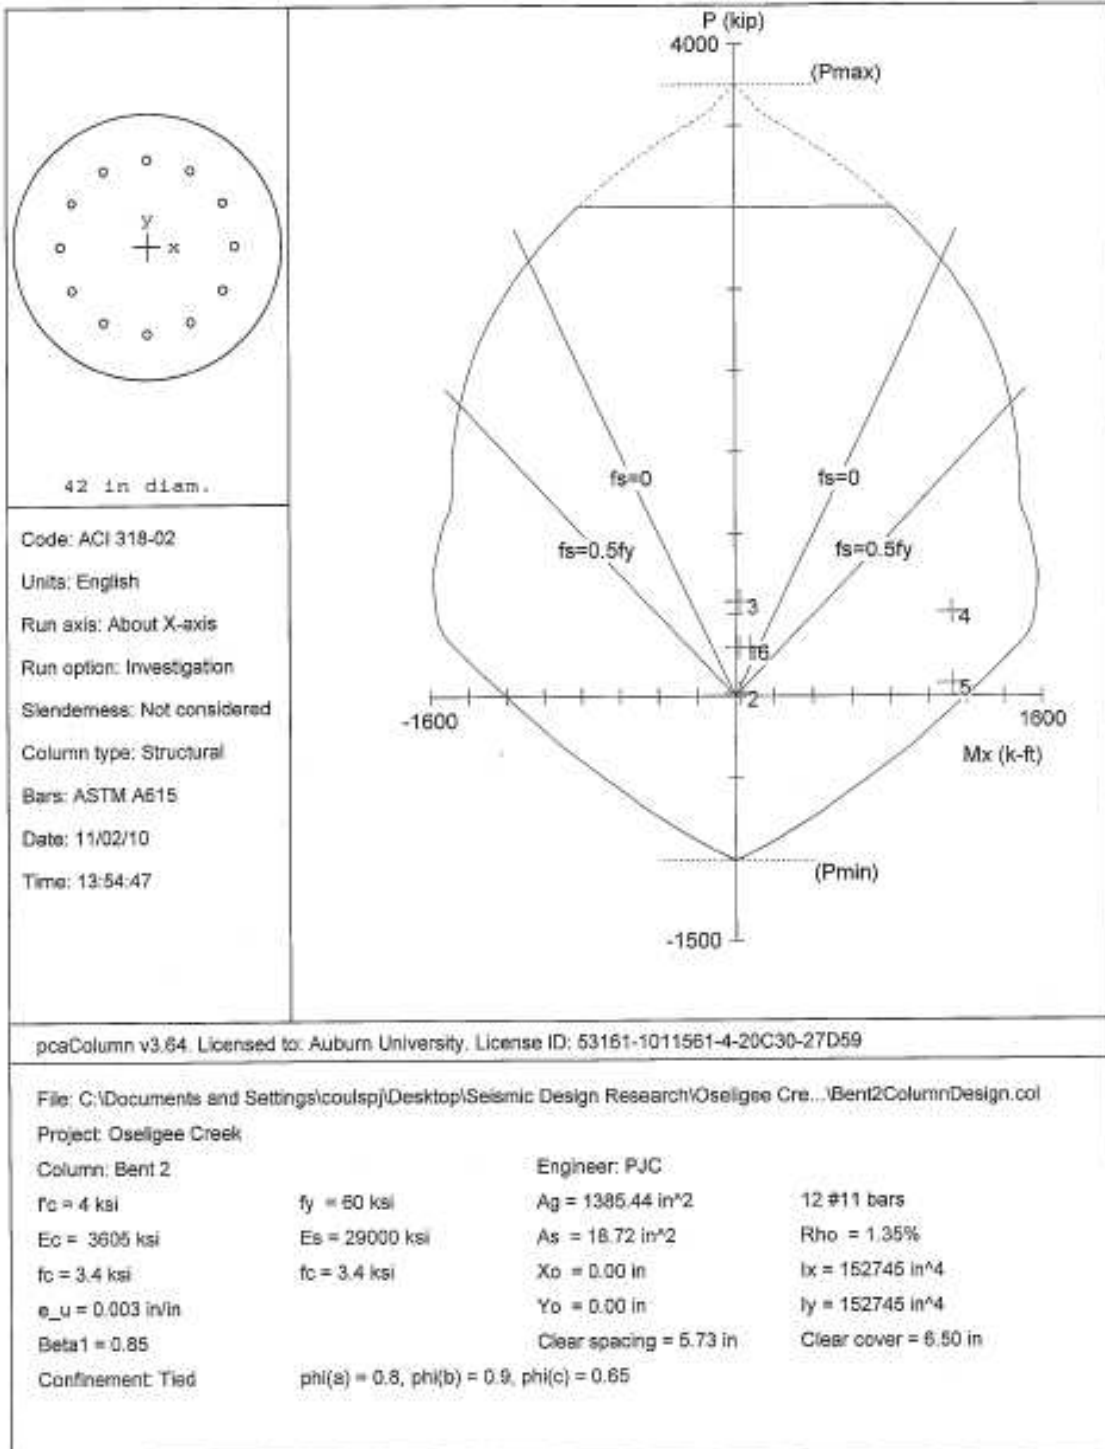 P (kip)
4000
(Pmax)
y
x
fs=0
fs=0
fs=0.5fy
fs=0.5fy
3
4
6
5
2
-1600
1600
Mx (k-ft)
(Pmin)
-1500
42 in diam.
Code: ACI 318-02
Units: English
Run axis: About X-axis
Run option: Investigation
Slenderness: Not considered
Column type: Structural
Bars: ASTM A615
Date: 11/02/10
Time: 13:54:47
pcaColumn v3.64. Licensed to: Auburn University. License ID: 53161-1011561-4-20C30-27D59
File: C:\Documents and Settings\coulspj\Desktop\Seismic Design Research\Oseligee Cre...\Bent2ColumnDesign.col
Project: Oseligee Creek
Column: Bent 2 Engineer: PJC
f'c = 4 ksi fy = 60 ksi Ag = 1385.44 in^2 12 #11 bars
Ec = 3605 ksi Es = 29000 ksi As = 18.72 in^2 Rho = 1.35%
fc = 3.4 ksi fc = 3.4 ksi Xo = 0.00 in Ix = 152745 in^4
e_u = 0.003 in/in Yo = 0.00 in Iy = 152745 in^4
Beta1 = 0.85 Clear spacing = 5.73 in Clear cover = 6.50 in
Confinement: Tied phi(a) = 0.8, phi(b) = 0.9, phi(c) = 0.65